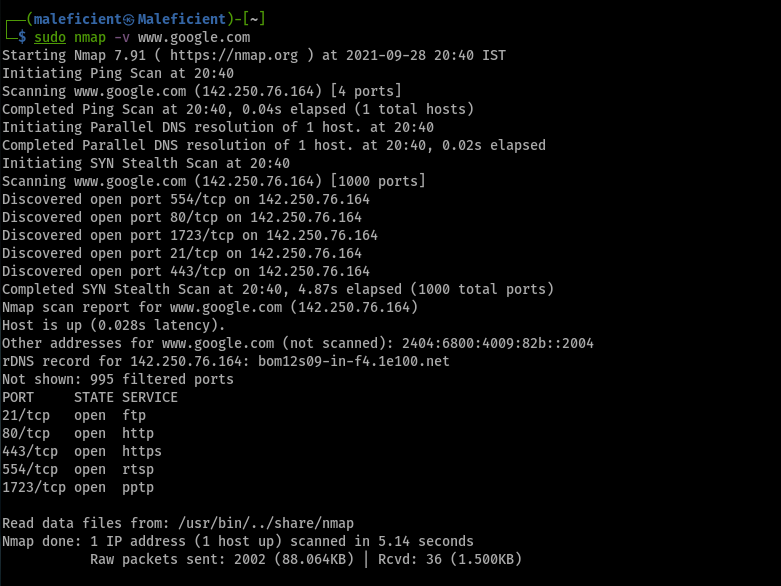 ┌──(maleficient㉿Maleficient)-[~]
└─$ sudo nmap -v www.google.com
Starting Nmap 7.91 ( https://nmap.org ) at 2021-09-28 20:40 IST
Initiating Ping Scan at 20:40
Scanning www.google.com (142.250.76.164) [4 ports]
Completed Ping Scan at 20:40, 0.04s elapsed (1 total hosts)
Initiating Parallel DNS resolution of 1 host. at 20:40
Completed Parallel DNS resolution of 1 host. at 20:40, 0.02s elapsed
Initiating SYN Stealth Scan at 20:40
Scanning www.google.com (142.250.76.164) [1000 ports]
Discovered open port 554/tcp on 142.250.76.164
Discovered open port 80/tcp on 142.250.76.164
Discovered open port 1723/tcp on 142.250.76.164
Discovered open port 21/tcp on 142.250.76.164
Discovered open port 443/tcp on 142.250.76.164
Completed SYN Stealth Scan at 20:40, 4.87s elapsed (1000 total ports)
Nmap scan report for www.google.com (142.250.76.164)
Host is up (0.028s latency).
Other addresses for www.google.com (not scanned): 2404:6800:4009:82b::2004
rDNS record for 142.250.76.164: bom12s09-in-f4.1e100.net
Not shown: 995 filtered ports
PORT     STATE SERVICE
21/tcp   open  ftp
80/tcp   open  http
443/tcp  open  https
554/tcp  open  rtsp
1723/tcp open  pptp

Read data files from: /usr/bin/../share/nmap
Nmap done: 1 IP address (1 host up) scanned in 5.14 seconds
           Raw packets sent: 2002 (88.064KB) | Rcvd: 36 (1.500KB)